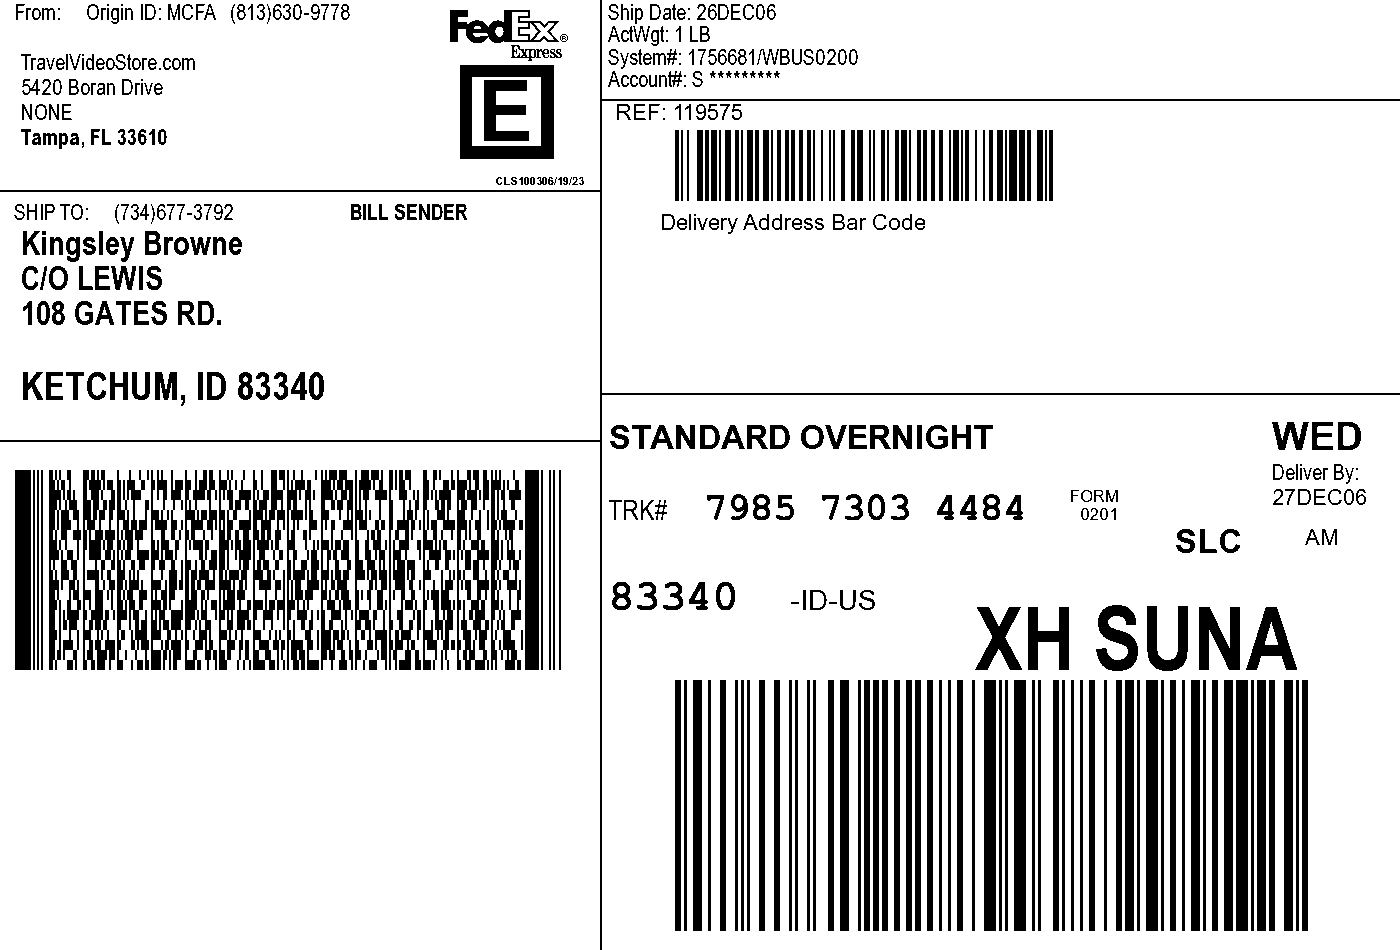 From: Origin ID: MCFA (813)630-9778
TravelVideoStore.com
5420 Boran Drive
NONE
Tampa, FL 33610
FedEx®
Express
E
CLS100306/19/23
SHIP TO: (734)677-3792 BILL SENDER
Kingsley Browne
C/O LEWIS
108 GATES RD.
KETCHUM, ID 83340
Ship Date: 26DEC06
ActWgt: 1 LB
System#: 1756681/WBUS0200
Account#: S *********
REF: 119575
Delivery Address Bar Code
STANDARD OVERNIGHT
WED
Deliver By:
27DEC06
TRK# 7985 7303 4484 FORM
0201
SLC AM
83340 -ID-US
XH SUNA